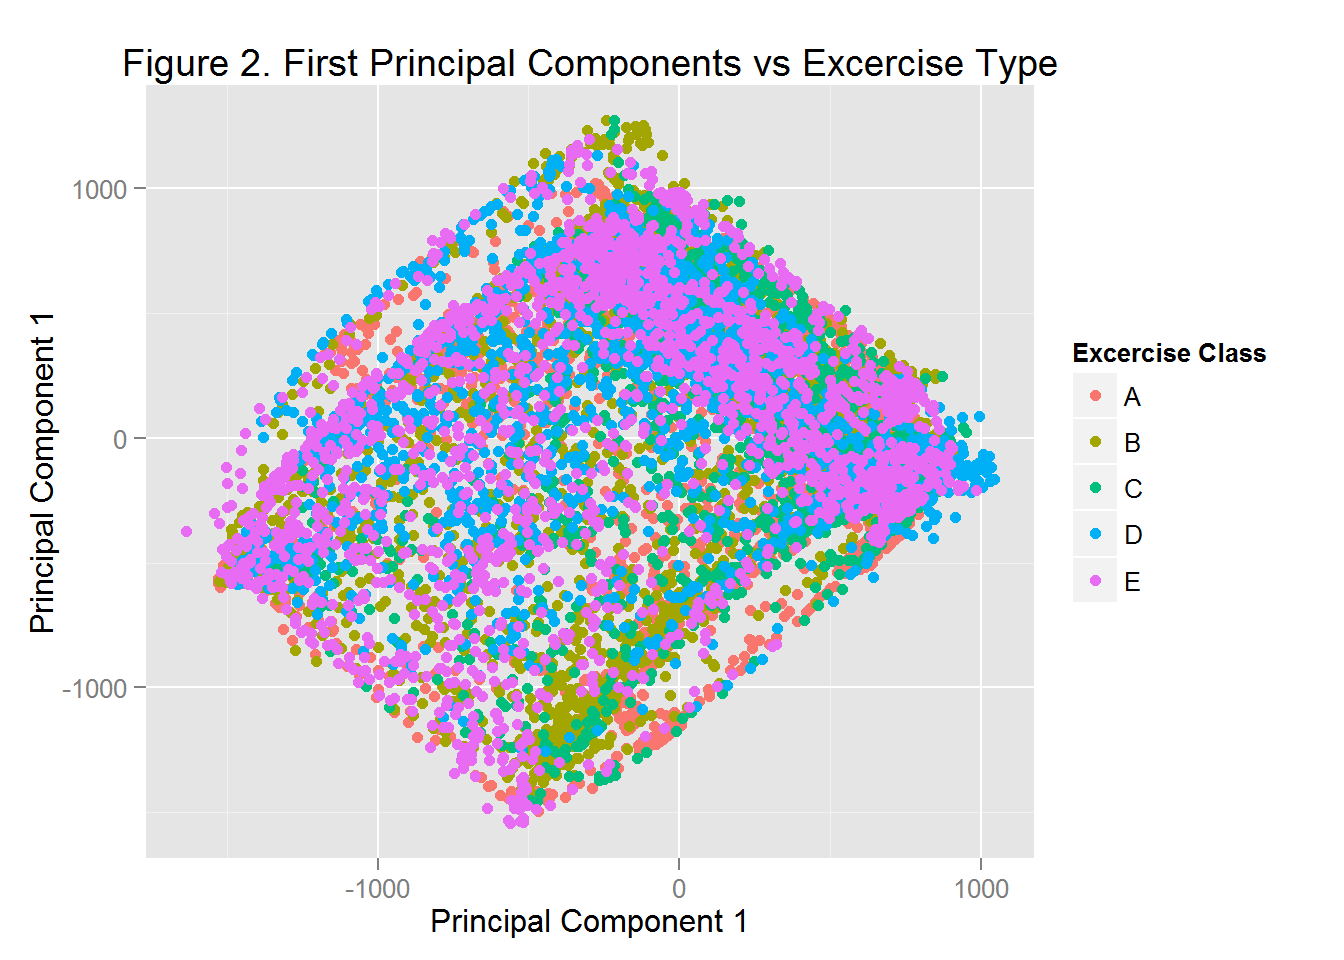 Figure 2. First Principal Components vs Excercise Type
Principal Component 1
1000
0
-1000
-1000
0
1000
Principal Component 1
Excercise Class
A
B
C
D
E